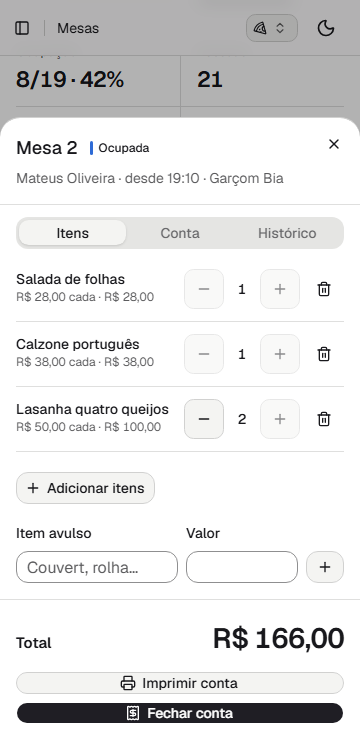 Mesas
8/19 · 42%
21
Mesa 2
Ocupada
Mateus Oliveira · desde 19:10 · Garçom Bia
Itens
Conta
Histórico
Salada de folhas
R$ 28,00 cada · R$ 28,00
1
Calzone português
R$ 38,00 cada · R$ 38,00
1
Lasanha quatro queijos
R$ 50,00 cada · R$ 100,00
2
Adicionar itens
Item avulso
Valor
Couvert, rolha...
Total
R$ 166,00
Imprimir conta
Fechar conta